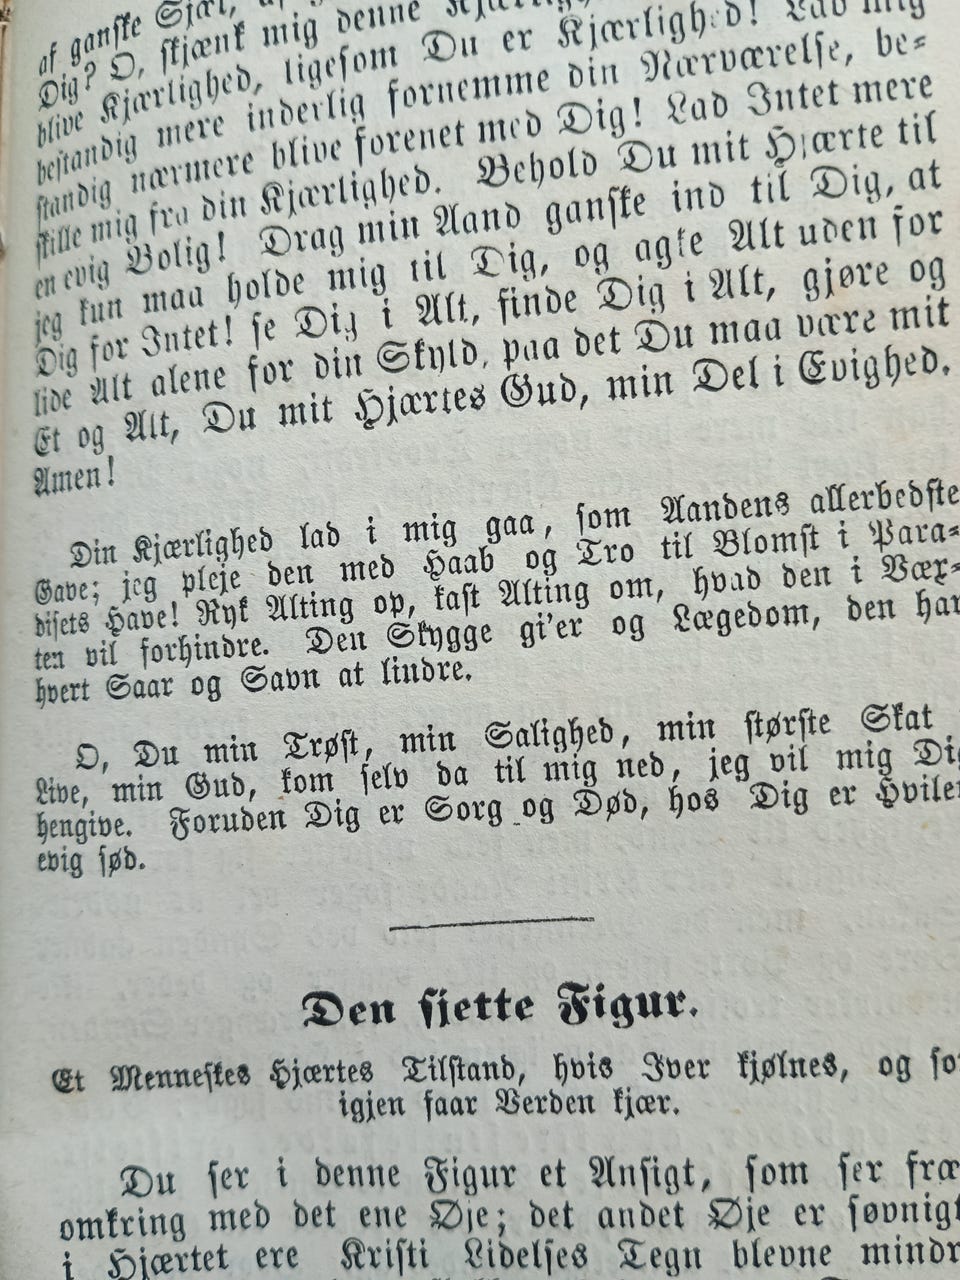 af ganske Sjæl,
Dig? O, skjænk mig denne
blive Kjærlighed, ligesom Du er Kjærlighed! Lad mig
bestandig mere inderlig fornemme din Nærværelse, be⸗
standig nærmere blive forenet med Dig! Lad Intet mere
skille mig fra din Kjærlighed. Behold Du mit Hjærte til
en evig Bolig! Drag min Aand ganske ind til Dig, at
jeg kun maa holde mig til Dig, og agte Alt uden for
Dig for Intet! se Dig i Alt, finde Dig i Alt, gjøre og
lide Alt alene for din Skyld, paa det Du maa være mit
Et og Alt, Du mit Hjærtes Gud, min Del i Evighed.
Amen!
Din Kjærlighed lad i mig gaa, som Aandens allerbedste
Gave; jeg pleje den med Haab og Tro til Blomst i Para⸗
disets Have! Ryk Alting op, kast Alting om, hvad den i Væx⸗
ten vil forhindre. Den Skygge gi'er og Lægedom, den har
hvert Saar og Savn at lindre.
O, Du min Trøst, min Salighed, min største Skat i
Live, min Gud, kom selv da til mig ned, jeg vil mig Dig
hengive. Foruden Dig er Sorg og Død, hos Dig er Hvilen
evig sød.
Den sjette Figur.
Et Menneskes Hjærtes Tilstand, hvis Iver kjølnes, og so
igjen faar Verden kjær.
Du ser i denne Figur et Ansigt, som ser fræ
omkring med det ene Øje; det andet Øje er søvnigt
i Hjærtet ere Kristi Lidelses Tegn blevne mindr